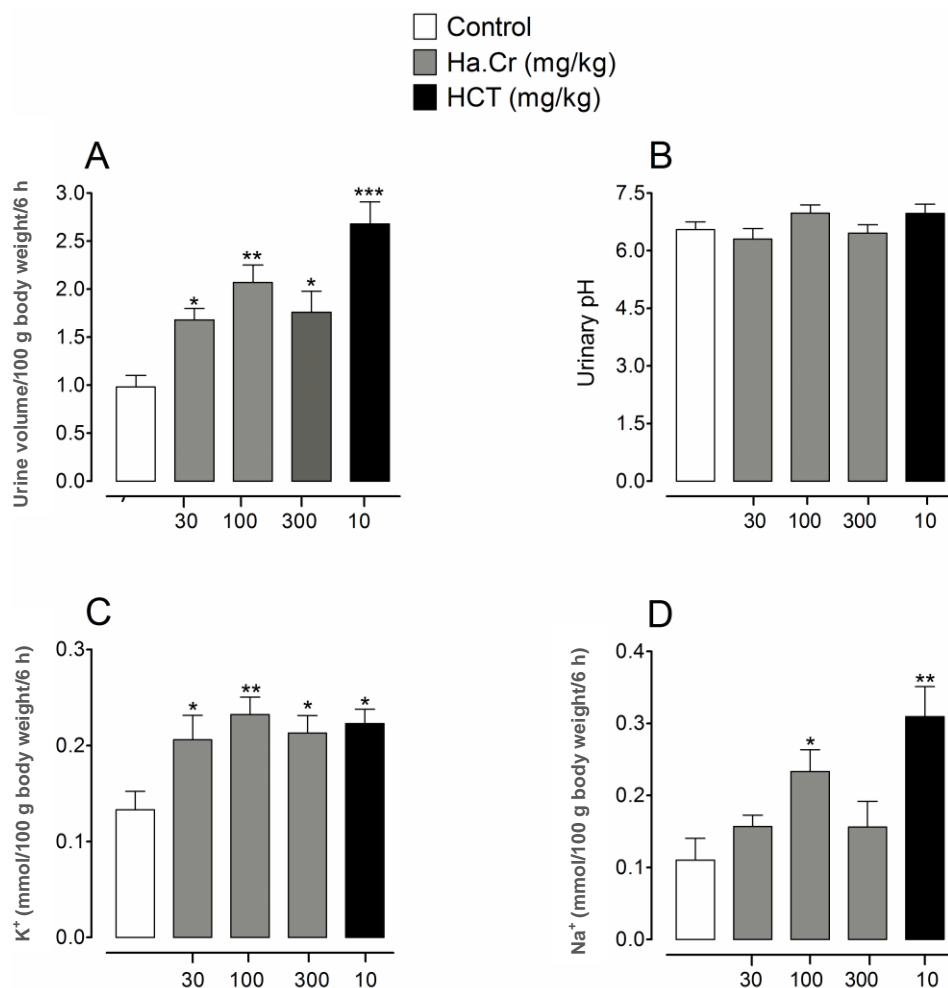 Control
Ha.Cr (mg/kg)
HCT (mg/kg)
A
Urine volume/100 g body weight/6 h
3.0
2.5
2.0
1.5
1.0
0.5
0.0
*
**
*
***
30 100 300 10
B
Urinary pH
7.5
6.0
4.5
3.0
1.5
0.0
30 100 300 10
C
K⁺ (mmol/100 g body weight/6 h)
0.3
0.2
0.1
0.0
*
**
*
*
30 100 300 10
D
Na⁺ (mmol/100 g body weight/6 h)
0.4
0.3
0.2
0.1
0.0
*
**
30 100 300 10